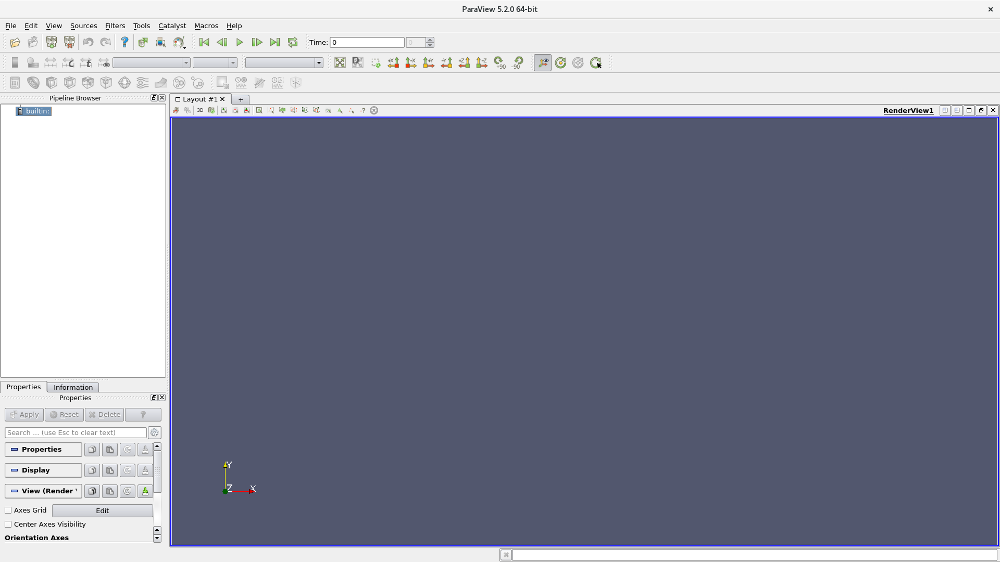 ParaView 5.2.0 64-bit
File Edit View Sources Filters Tools Catalyst Macros Help
Time: 0 0
+X -X +Y -Y +Z -Z +90 -90
Pipeline Browser
builtin:
Layout #1
3D
RenderView1
Properties Information
Properties
Apply Reset Delete ?
Search ... (use Esc to clear text)
Properties
Display
View (Render
Axes Grid Edit
Center Axes Visibility
Orientation Axes
Y
Z X